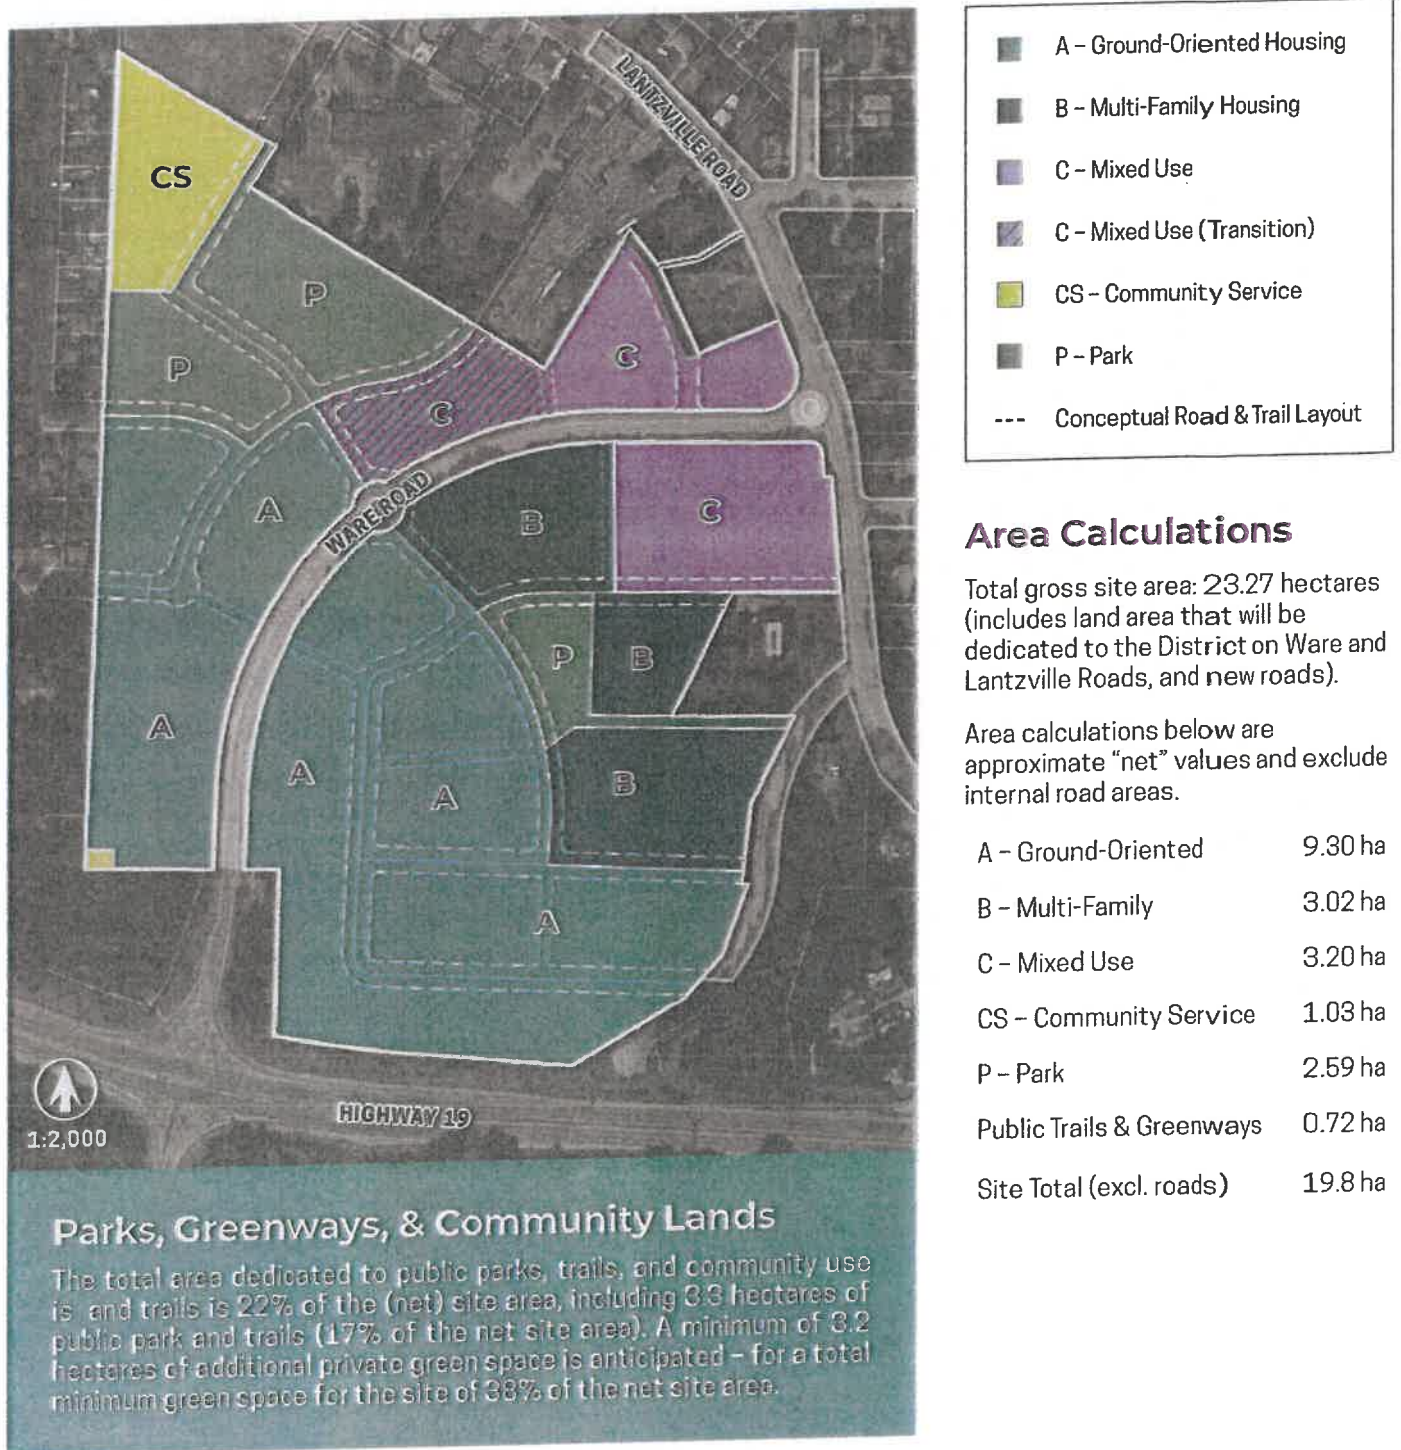 LANTZVILLE ROAD
CS
P
P
C
C
C
A
B
WARE ROAD
P
B
A
A
A
B
A
HIGHWAY 19
1:2,000
Parks, Greenways, & Community Lands
The total area dedicated to public parks, trails, and community use
is and trails is 22% of the (net) site area, including 3.3 hectares of
public park and trails (17% of the net site area). A minimum of 3.2
hectares of additional private green space is anticipated – for a total
minimum green space for the site of 38% of the net site area.
A – Ground-Oriented Housing
B – Multi-Family Housing
C – Mixed Use
C – Mixed Use (Transition)
CS – Community Service
P – Park
Conceptual Road & Trail Layout
Area Calculations
Total gross site area: 23.27 hectares
(includes land area that will be
dedicated to the District on Ware and
Lantzville Roads, and new roads).
Area calculations below are
approximate "net" values and exclude
internal road areas.
A – Ground-Oriented 9.30 ha
B – Multi-Family 3.02 ha
C – Mixed Use 3.20 ha
CS – Community Service 1.03 ha
P – Park 2.59 ha
Public Trails & Greenways 0.72 ha
Site Total (excl. roads) 19.8 ha